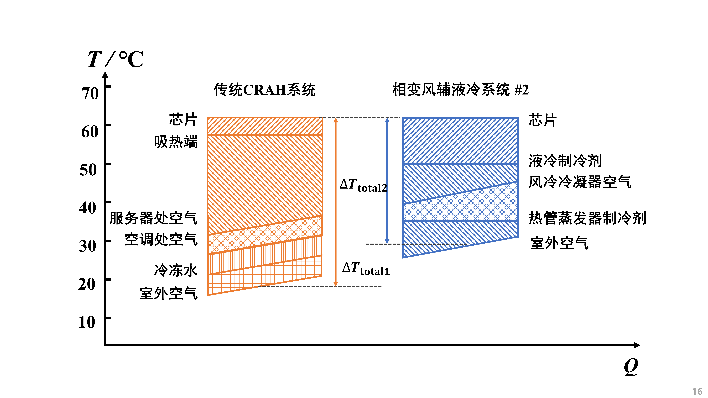 T / °C
传统CRAH系统
相变风辅液冷系统 #2
70
60
50
40
30
20
10
芯片
吸热端
服务器处空气
空调处空气
冷冻水
室外空气
ΔTtotal2
ΔTtotal1
芯片
液冷制冷剂
风冷冷凝器空气
热管蒸发器制冷剂
室外空气
Q
16